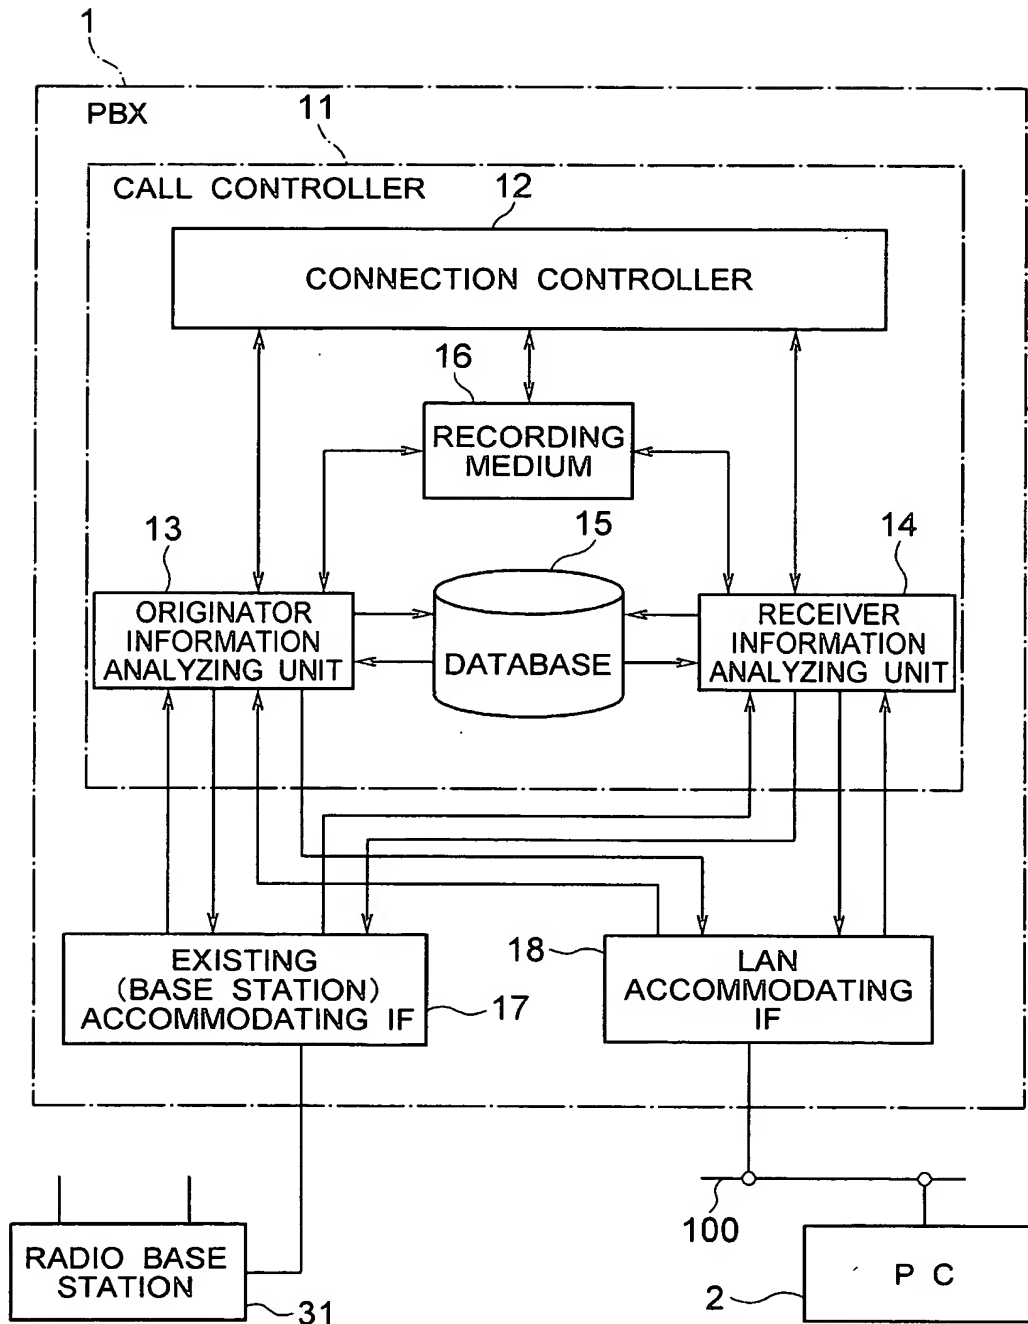 1
PBX
11
CALL CONTROLLER
12
CONNECTION CONTROLLER
16
RECORDING
MEDIUM
13
15
14
ORIGINATOR
INFORMATION
ANALYZING UNIT
DATABASE
RECEIVER
INFORMATION
ANALYZING UNIT
EXISTING
(BASE STATION)
ACCOMMODATING IF
17
18
LAN
ACCOMMODATING
IF
100
RADIO BASE
STATION
31
P C
2